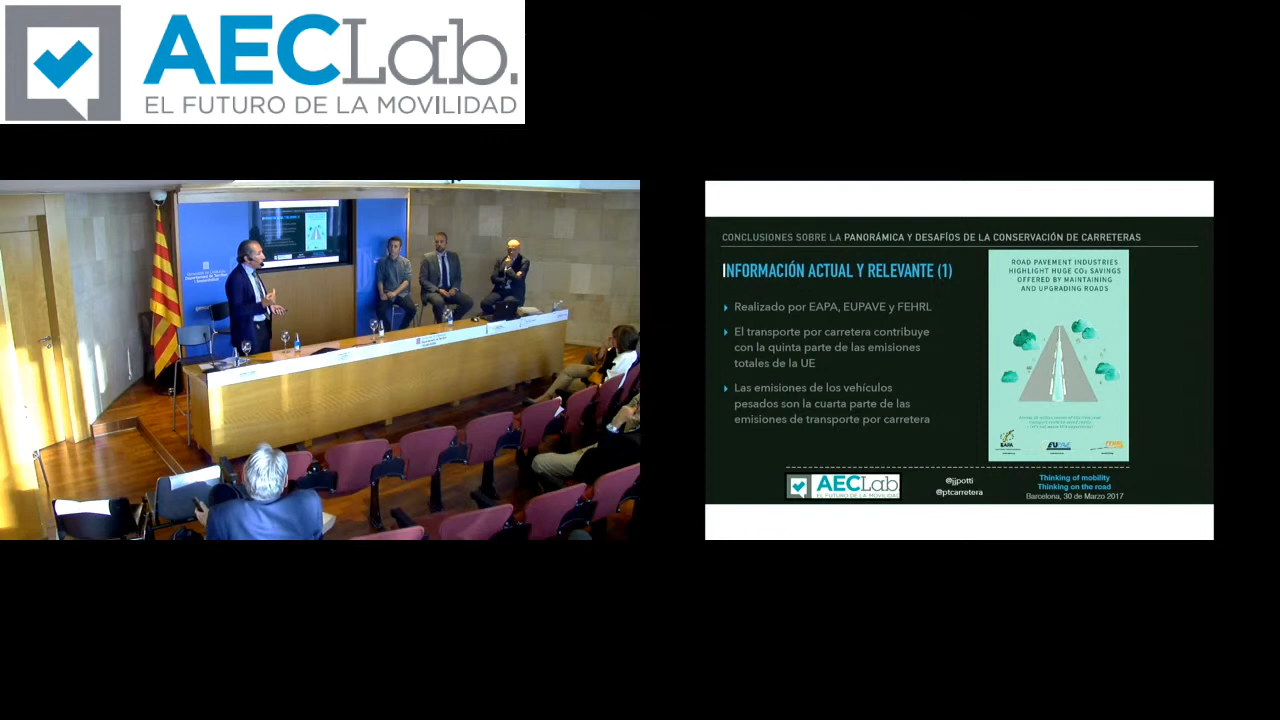 AECLab.
EL FUTURO DE LA MOVILIDAD
CONCLUSIONES SOBRE LA PANORÁMICA Y DESAFÍOS DE LA CONSERVACIÓN DE CARRETERAS
INFORMACIÓN ACTUAL Y RELEVANTE (1)
Realizado por EAPA, EUPAVE y FEHRL
El transporte por carretera contribuye
con la quinta parte de las emisiones
totales de la UE
Las emisiones de los vehículos
pesados son la cuarta parte de las
emisiones de transporte por carretera
ROAD PAVEMENT INDUSTRIES
HIGHLIGHT HUGE CO₂ SAVINGS
OFFERED BY MAINTAINING
AND UPGRADING ROADS
EAPA
EUPAVE
AECLab
EL FUTURO DE LA MOVILIDAD
@jjpotti
@ptcarretera
Thinking of mobility
Thinking on the road
Barcelona, 30 de Marzo 2017